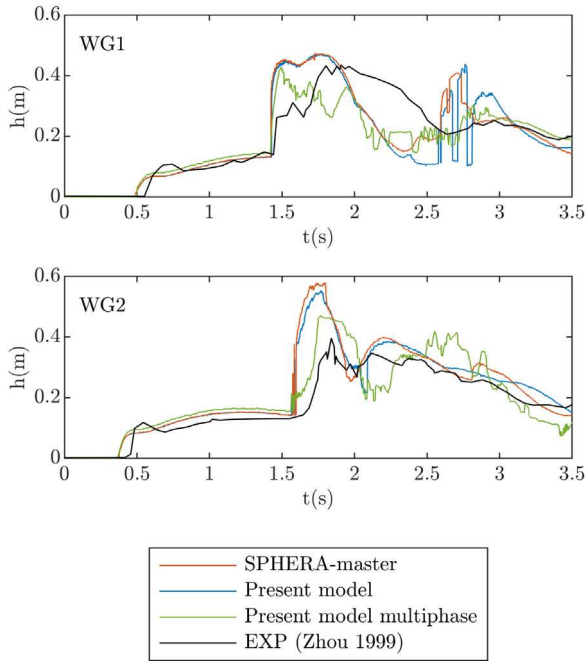 0.6
WG1
0.4
h(m)
0.2
0
0 0.5 1 1.5 2 2.5 3 3.5
t(s)
0.6
WG2
0.4
h(m)
0.2
0
0 0.5 1 1.5 2 2.5 3 3.5
t(s)
SPHERA-master
Present model
Present model multiphase
EXP (Zhou 1999)